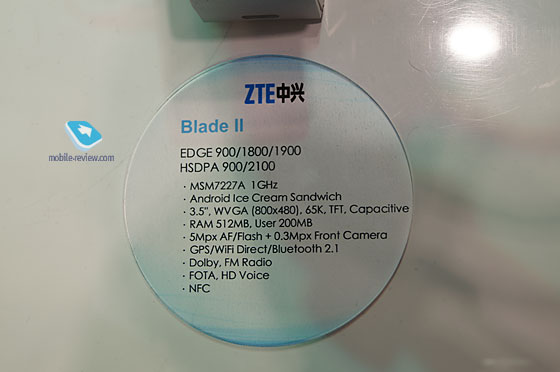 ZTE中兴
Blade II
EDGE 900/1800/1900
HSDPA 900/2100
· MSM7227A 1GHz
· Android Ice Cream Sandwich
· 3.5", WVGA (800x480), 65K, TFT, Capacitive
· RAM 512MB, User 200MB
· 5Mpx AF/Flash + 0.3Mpx Front Camera
· GPS/WiFi Direct/Bluetooth 2.1
· Dolby, FM Radio
· FOTA, HD Voice
· NFC
mobile-review.com